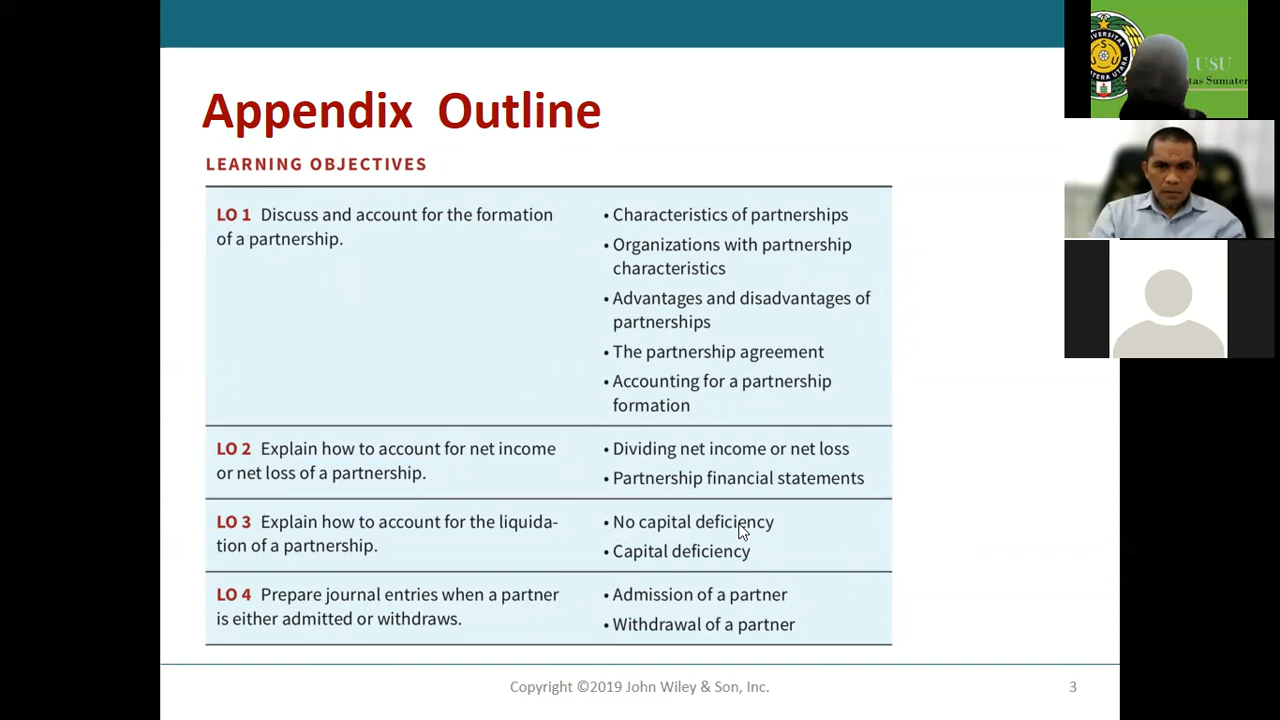 Appendix Outline
LEARNING OBJECTIVES
LO 1 Discuss and account for the formation
of a partnership.
• Characteristics of partnerships
• Organizations with partnership
characteristics
• Advantages and disadvantages of
partnerships
• The partnership agreement
• Accounting for a partnership
formation
LO 2 Explain how to account for net income
or net loss of a partnership.
• Dividing net income or net loss
• Partnership financial statements
LO 3 Explain how to account for the liquida-
tion of a partnership.
• No capital deficiency
• Capital deficiency
LO 4 Prepare journal entries when a partner
is either admitted or withdraws.
• Admission of a partner
• Withdrawal of a partner
Copyright ©2019 John Wiley & Son, Inc.
3
USU